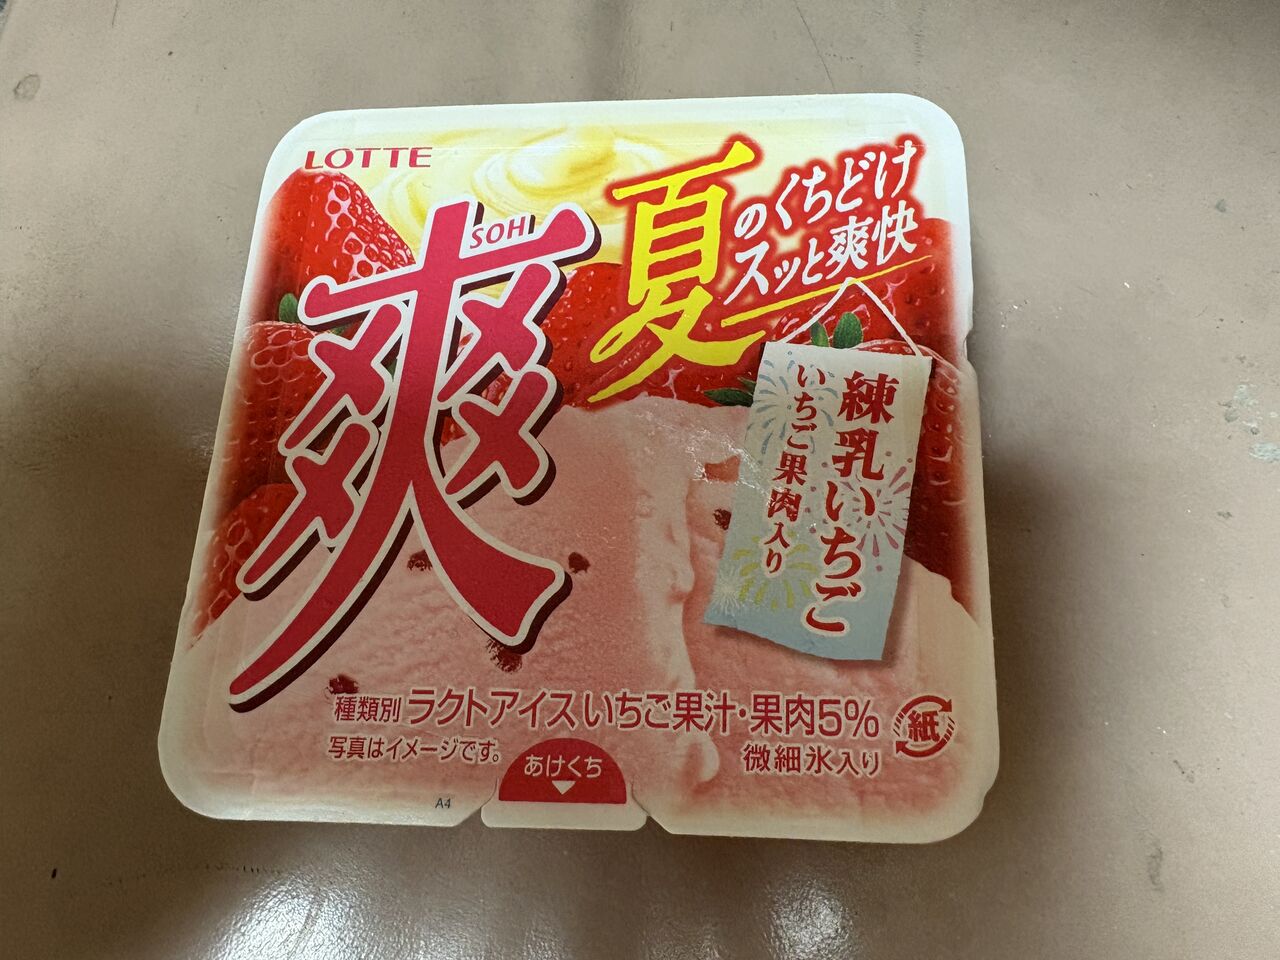 LOTTE
爽
SOH
夏のくちどけ
スッと爽快
練乳いちご
いちご果肉入り
種類別 ラクトアイス いちご果汁・果肉5%
写真はイメージです。
微細氷入り
紙
あけくち
A4